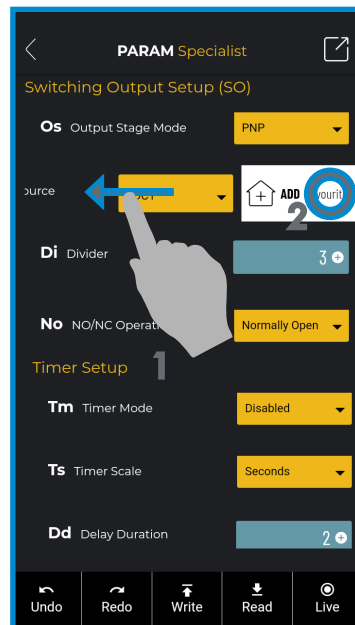 PARAM Specialist
Switching Output Setup (SO)
Os Output Stage Mode PNP
ource ADD
2
Di Divider 3
No NO/NC Operati Normally Open
1
Timer Setup
Tm Timer Mode Disabled
Ts Timer Scale Seconds
Dd Delay Duration 2
Undo Redo Write Read Live